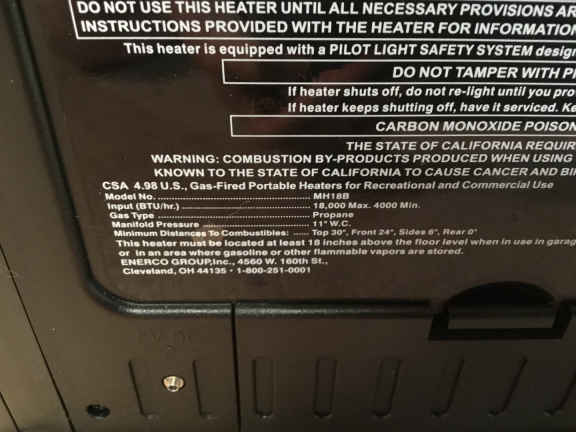 DO NOT USE THIS HEATER UNTIL ALL NECESSARY PROVISIONS AR
INSTRUCTIONS PROVIDED WITH THE HEATER FOR INFORMATION
This heater is equipped with a PILOT LIGHT SAFETY SYSTEM design
DO NOT TAMPER WITH PI
If heater shuts off, do not re-light until you pro
If heater keeps shutting off, have it serviced. Ke
CARBON MONOXIDE POISON
THE STATE OF CALIFORNIA REQUIR
WARNING: COMBUSTION BY-PRODUCTS PRODUCED WHEN USING
KNOWN TO THE STATE OF CALIFORNIA TO CAUSE CANCER AND BI
CSA 4.98 U.S., Gas-Fired Portable Heaters for Recreational and Commercial Use
Model No. ............ MH18B
Input (BTU/hr.) ............ 18,000 Max. 4000 Min.
Gas Type ............ Propane
Manifold Pressure ............ 11" W.C.
Minimum Distances To Combustibles: ...... Top 30", Front 24", Sides 6", Rear 0"
This heater must be located at least 18 inches above the floor level when in use in garag
or in an area where gasoline or other flammable vapors are stored.
ENERCO GROUP, Inc., 4560 W. 160th St.,
Cleveland, OH 44135 • 1-800-251-0001